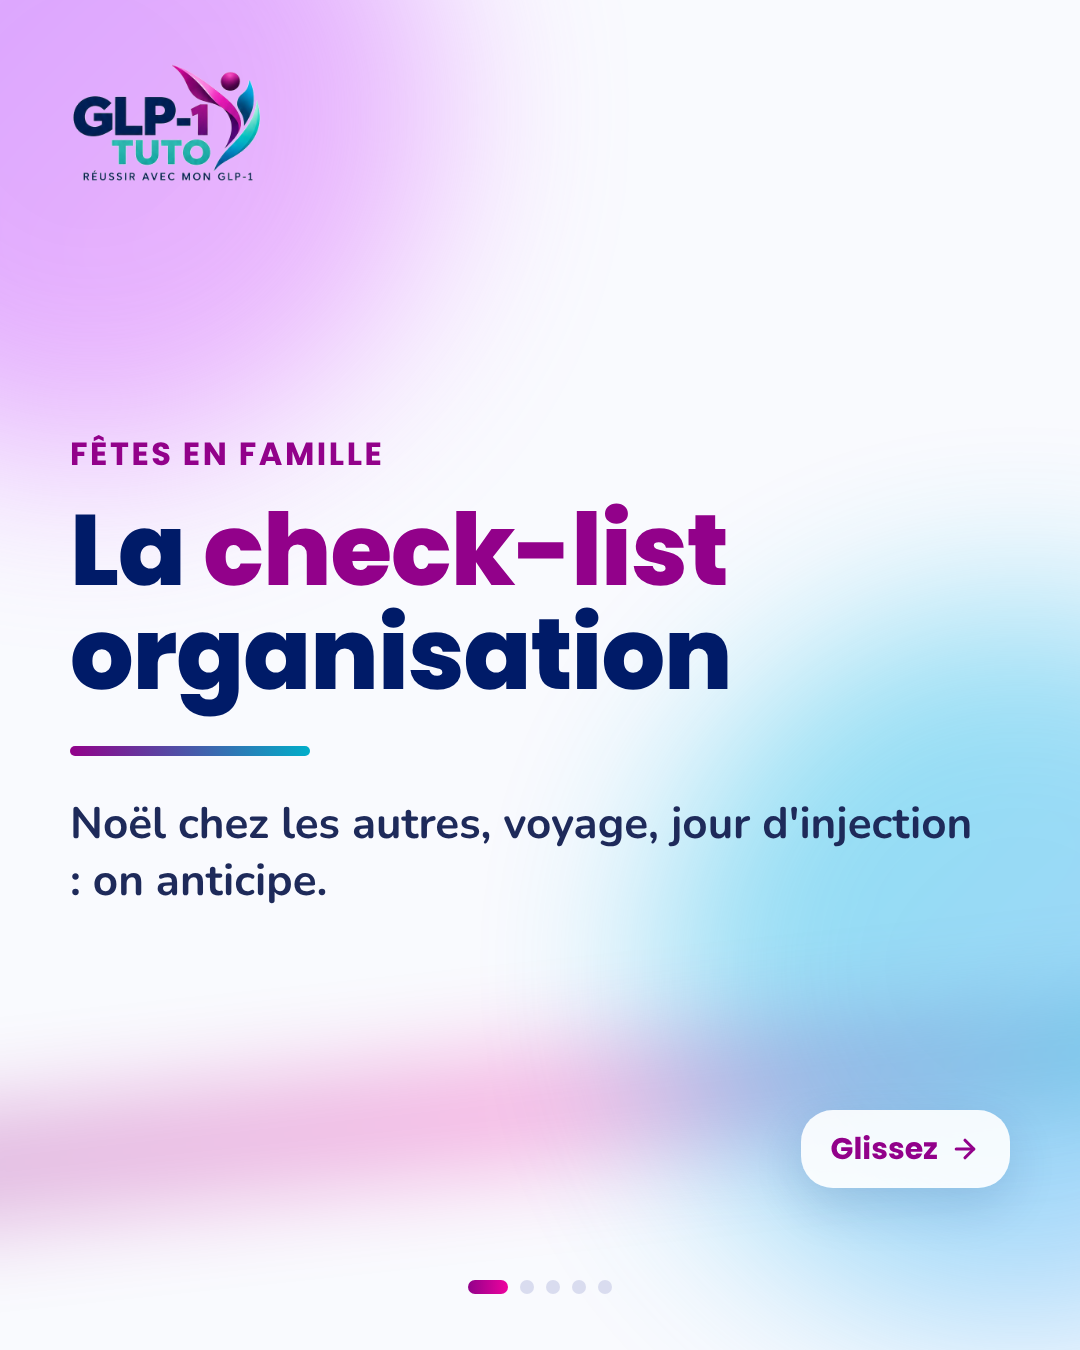 GLP-1
TUTO
RÉUSSIR AVEC MON GLP-1
FÊTES EN FAMILLE
La check-list
organisation
Noël chez les autres, voyage, jour d'injection
: on anticipe.
Glissez →